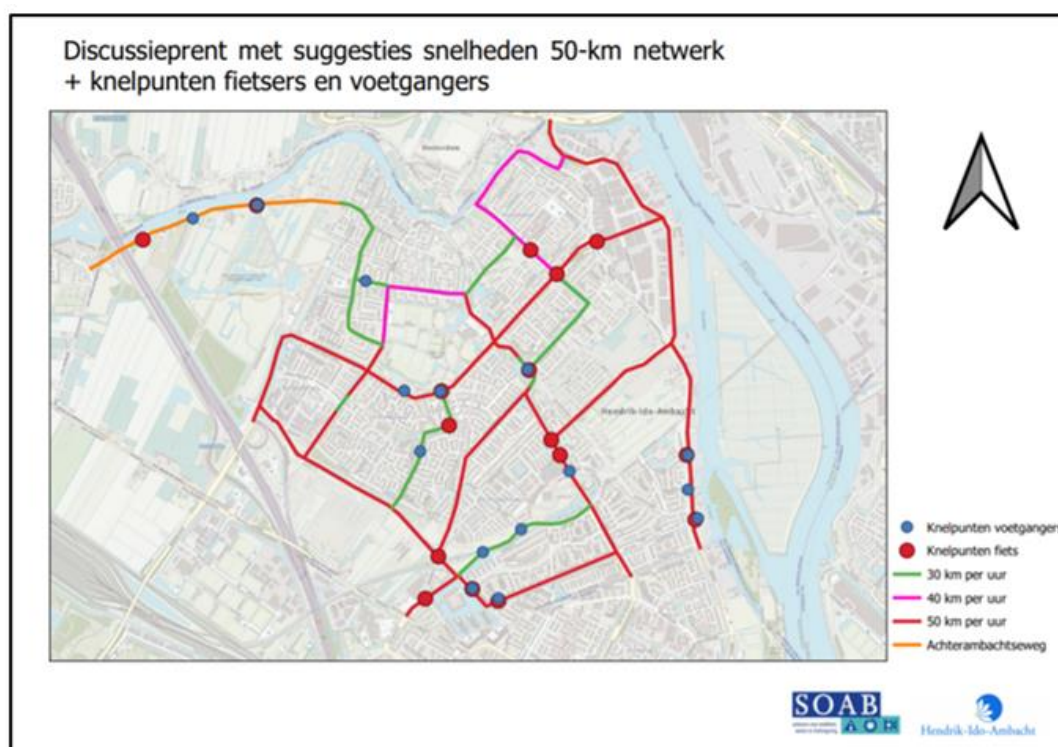 Discussieprent met suggesties snelheden 50-km netwerk
+ knelpunten fietsers en voetgangers
Hendrik-Ido-Ambacht
Knelpunten voetgangers
Knelpunten fiets
30 km per uur
40 km per uur
50 km per uur
Achterambachtseweg
SOAB
Hendrik-Ido-Ambacht